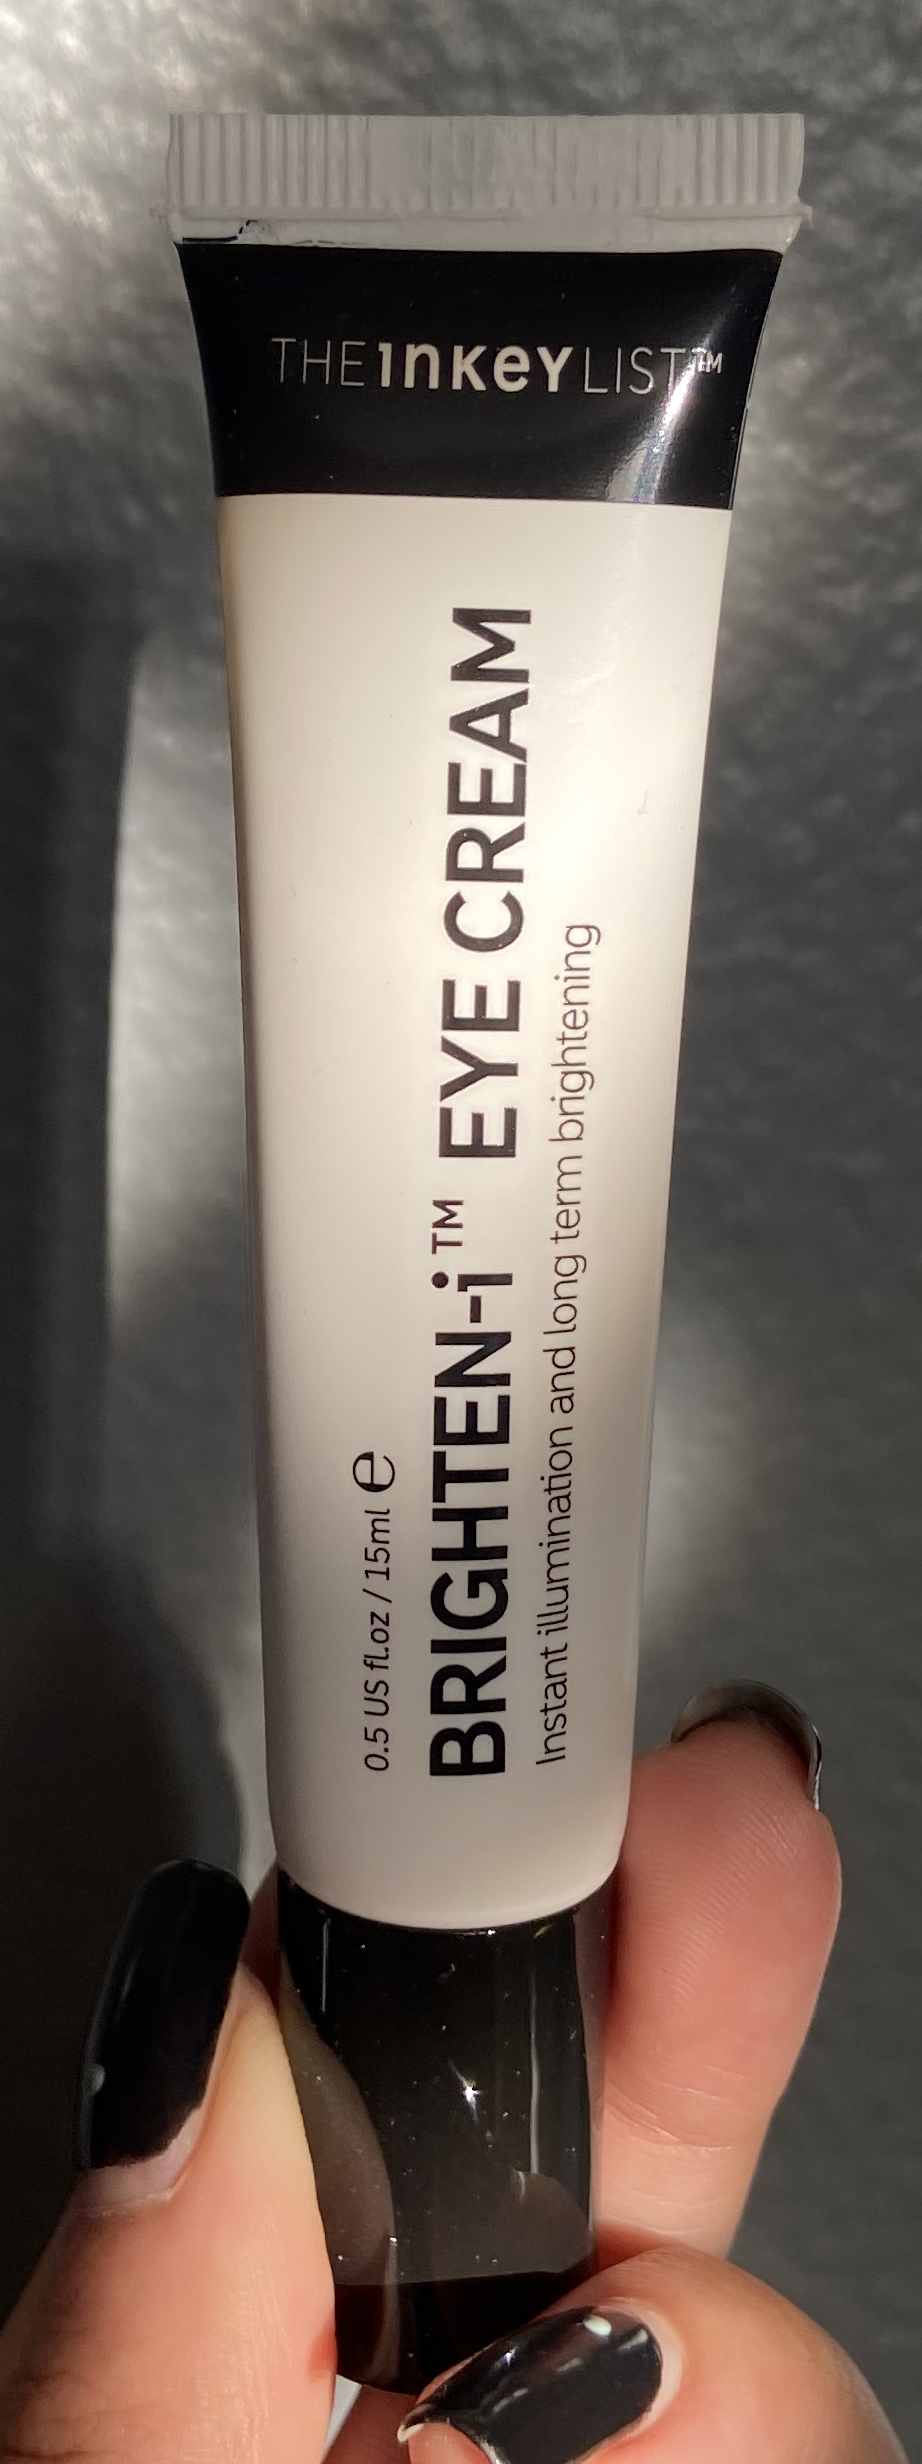 THE INKEY LIST™
0.5 US fl.oz / 15ml ℮
BRIGHTEN-i™ EYE CREAM
Instant illumination and long term brightening